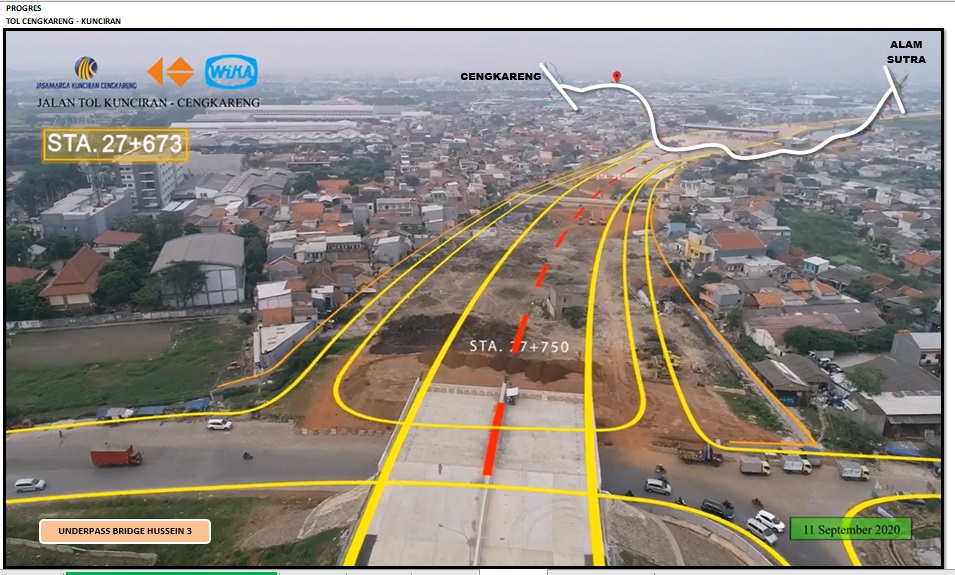 PROGRES
TOL CENGKARENG - KUNCIRAN
ALAM
SUTRA
CENGKARENG
JASAMARGA KUNCIRAN CENGKARENG
WIKA
JALAN TOL KUNCIRAN - CENGKARENG
STA. 27+673
STA. 27+750
UNDERPASS BRIDGE HUSSEIN 3
11 September 2020